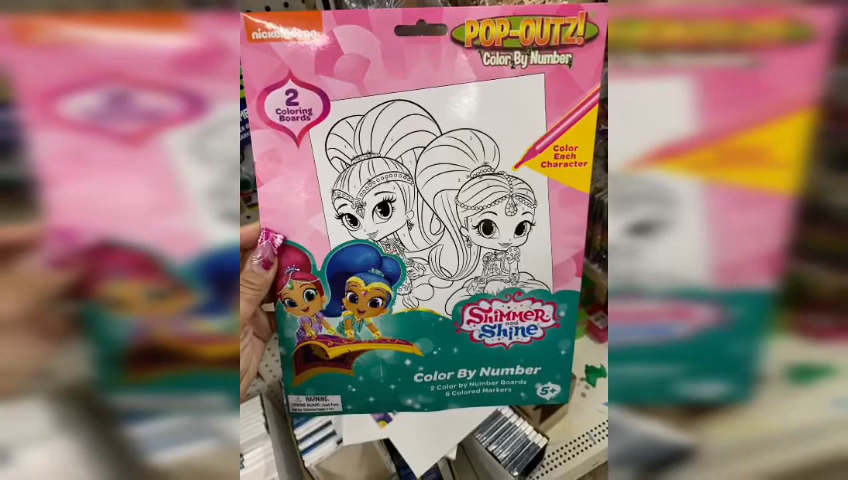 nickelodeon
POP-OUTZ!
Color By Number
2
Coloring
Boards
Color
Each
Character
Shimmer
and
Shine
Color By Number
2 Color by Number Boards
6 Colored Markers
5+
WARNING: